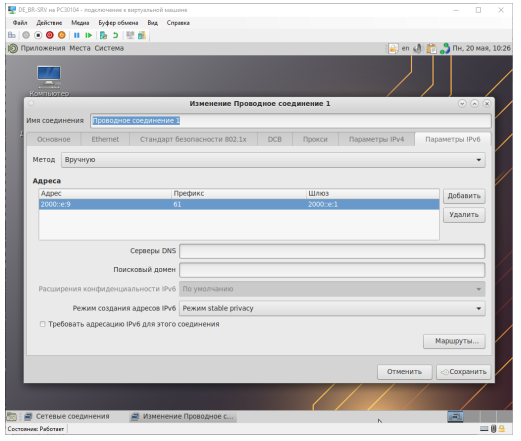 DE_BR-SRV на PC20104 - подключение к виртуальной машине
Файл Действие Медиа Буфер обмена Вид Справка
Приложения Места Система en Пн, 20 мая, 10:26
Компьютер
Изменение Проводное соединение 1
Имя соединения Проводное соединение 1
Основное Ethernet Стандарт безопасности 802.1x DCB Прокси Параметры IPv4 Параметры IPv6
Метод Вручную
Адреса
Адрес Префикс Шлюз
2000::e:9 61 2000::e:1
Добавить
Удалить
Серверы DNS
Поисковый домен
Расширения конфиденциальности IPv6 По умолчанию
Режим создания адресов IPv6 Режим stable privacy
Требовать адресацию IPv6 для этого соединения
Маршруты...
Отменить Сохранить
Сетевые соединения Изменение Проводное с...
Состояние: Работает